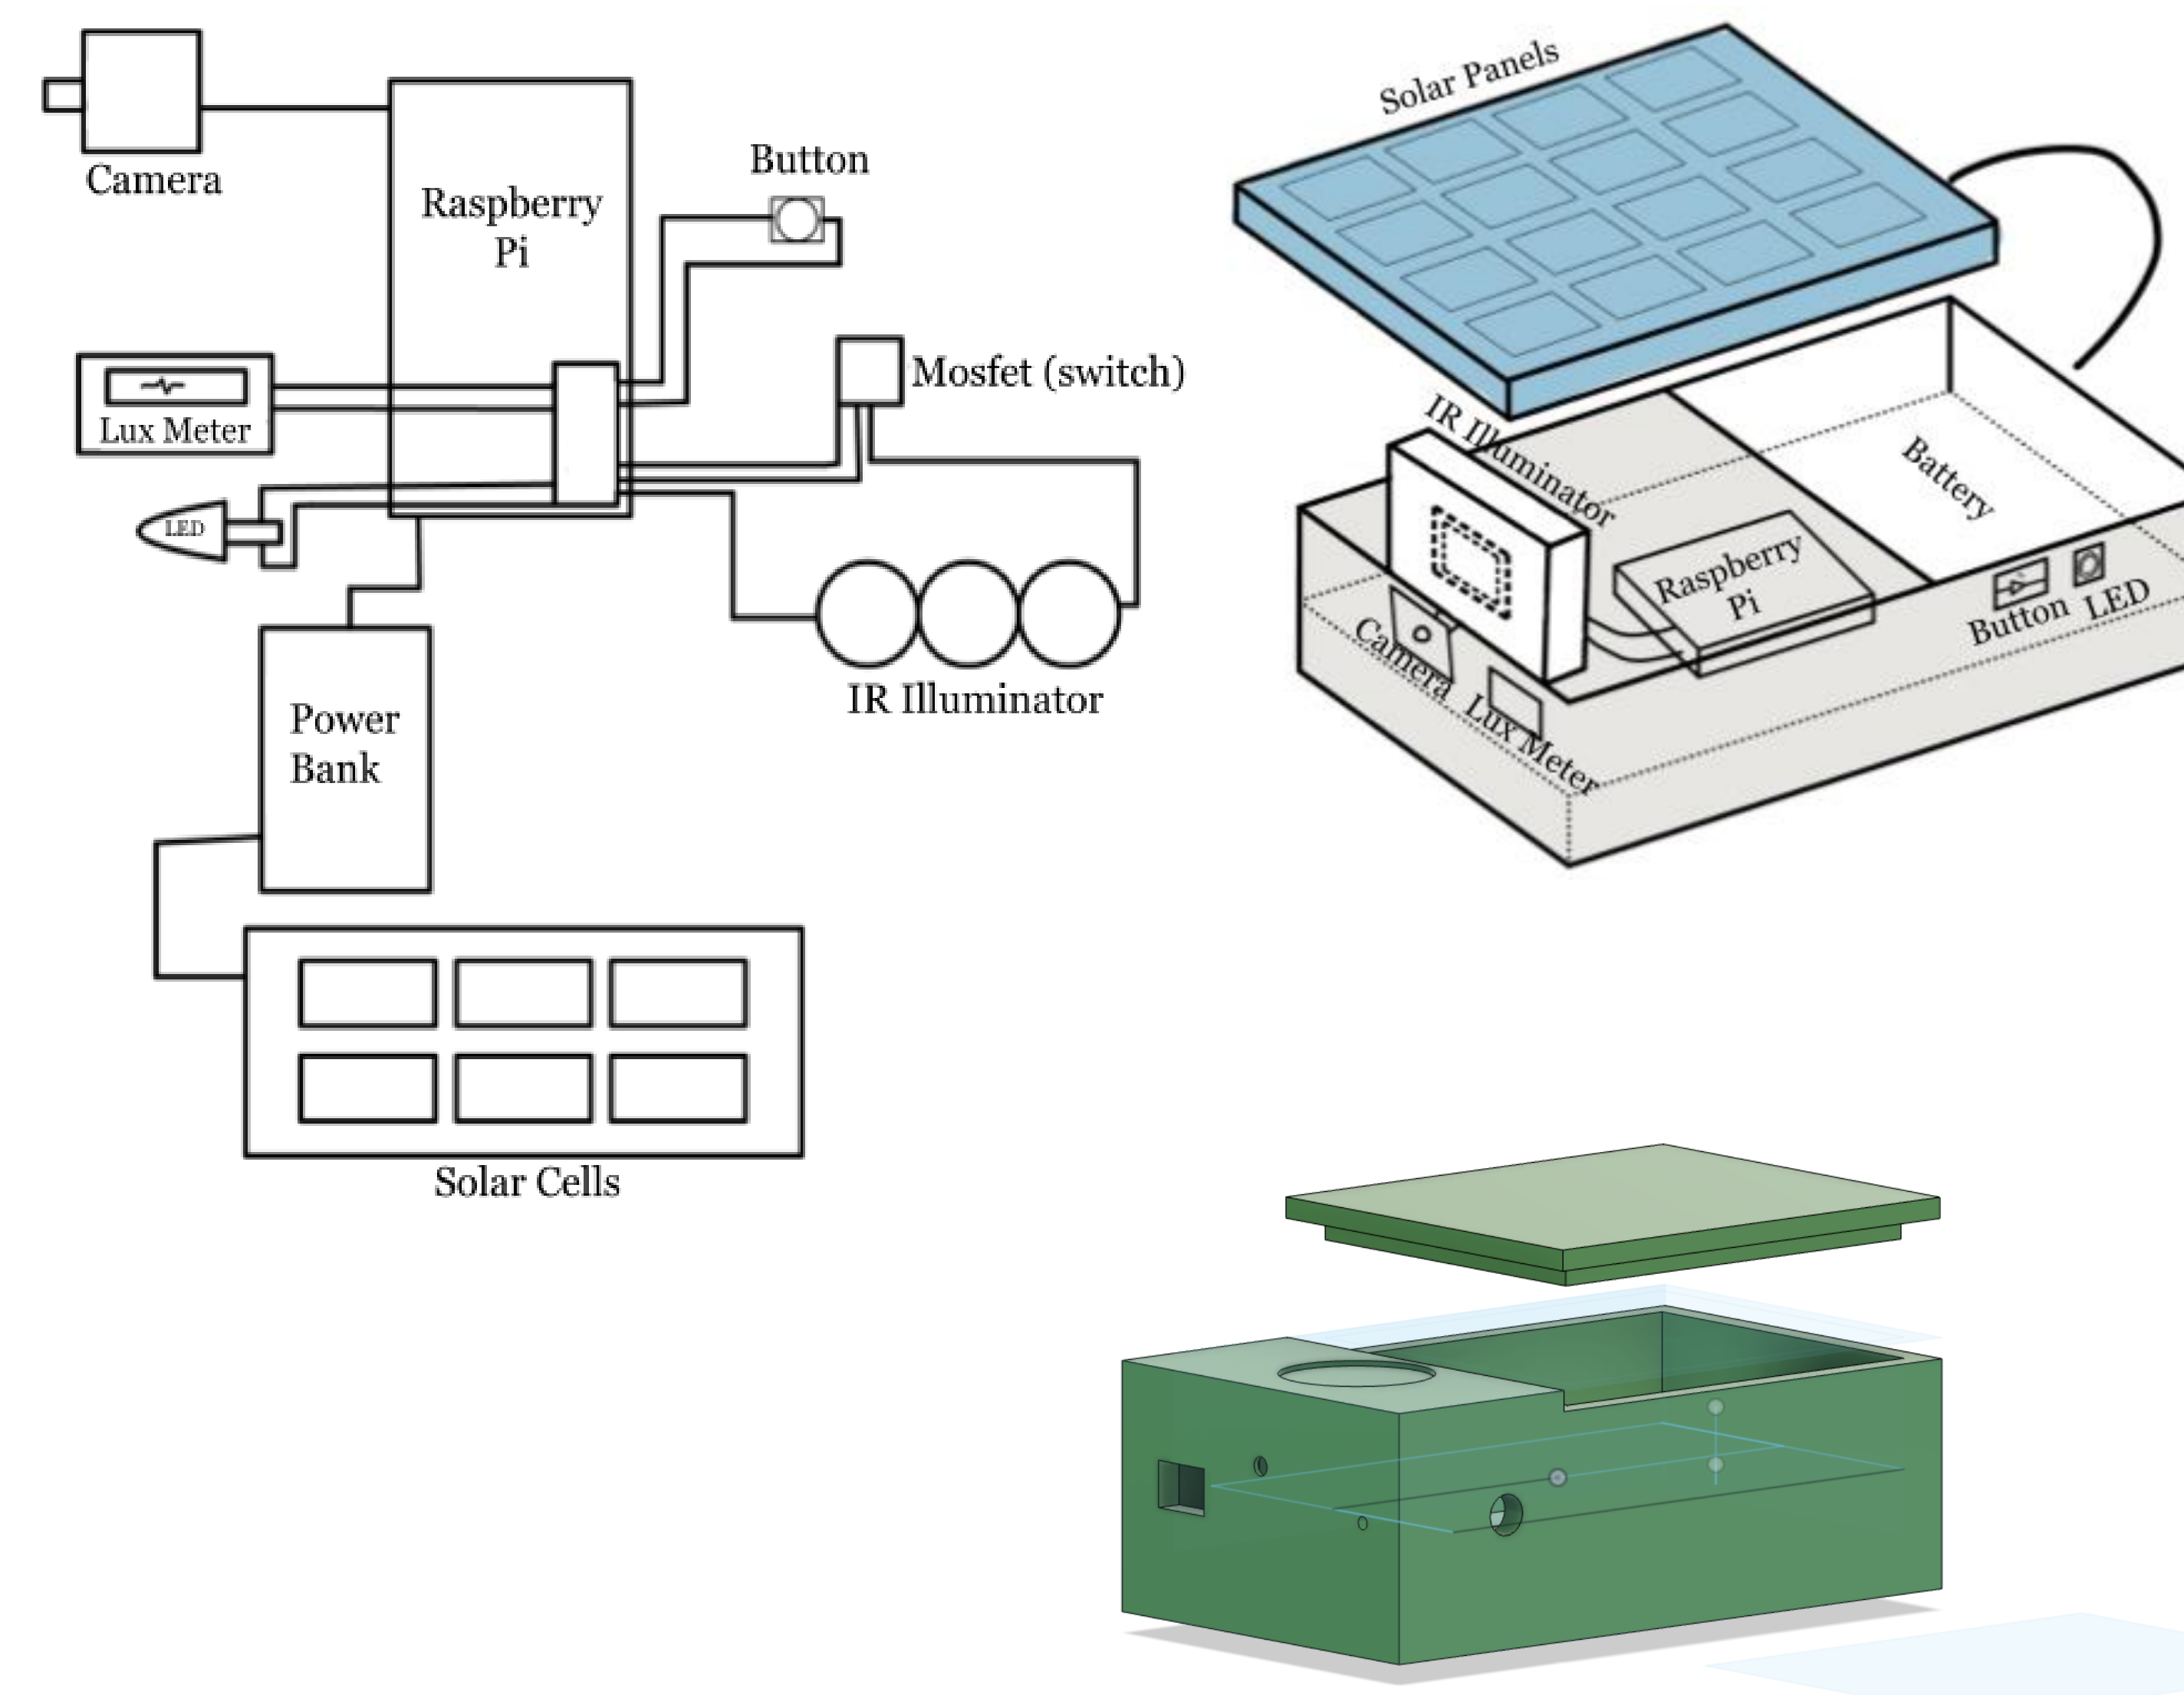 Camera
Raspberry
Pi
Button
Mosfet (switch)
Lux Meter
LED
IR Illuminator
Power
Bank
Solar Cells
Solar Panels
IR Illuminator
Battery
Raspberry
Pi
Button
LED
Camera
Lux Meter